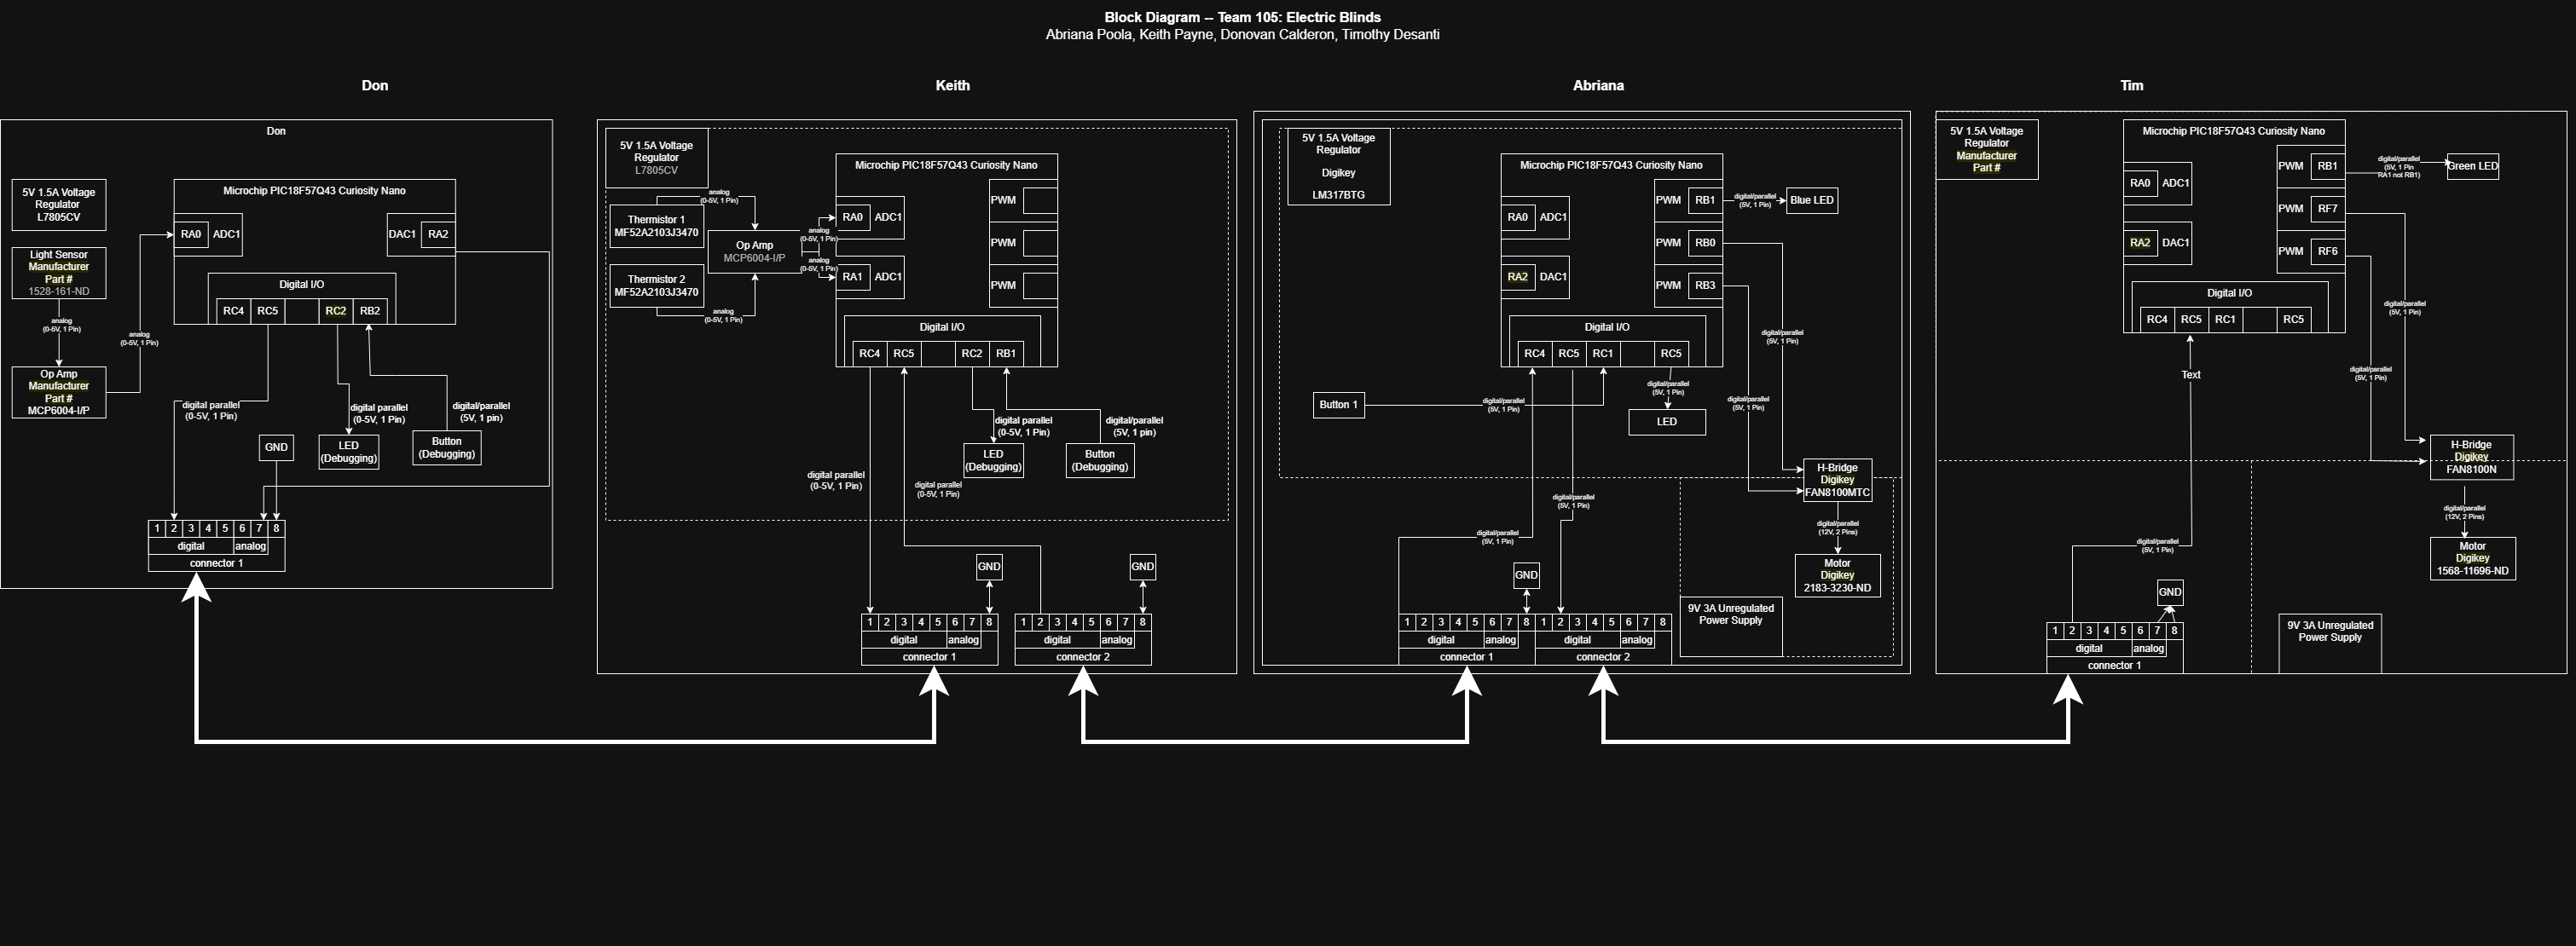 Block Diagram -- Team 105: Electric Blinds
Abriana Poola, Keith Payne, Donovan Calderon, Timothy Desanti
Don
Don
5V 1.5A Voltage
Regulator
L7805CV
Light Sensor
Manufacturer
Part #
1528-161-ND
analog
(0-5V, 1 Pin)
Op Amp
Manufacturer
Part #
MCP6004-I/P
analog
(0-5V, 1 Pin)
Microchip PIC18F57Q43 Curiosity Nano
RA0
ADC1
DAC1
RA2
Digital I/O
RC4
RC5
RC2
RB2
digital parallel
(0-5V, 1 Pin)
GND
digital parallel
(0-5V, 1 Pin)
LED
(Debugging)
digital/parallel
(5V, 1 pin)
Button
(Debugging)
1 2 3 4 5 6 7 8
digital
analog
connector 1
Keith
5V 1.5A Voltage
Regulator
L7805CV
Thermistor 1
MF52A2103J3470
Thermistor 2
MF52A2103J3470
analog
(0-5V, 1 Pin)
analog
(0-5V, 1 Pin)
Op Amp
MCP6004-I/P
analog
(0-5V, 1 Pin)
analog
(0-5V, 1 Pin)
Microchip PIC18F57Q43 Curiosity Nano
RA0
ADC1
RA1
ADC1
PWM
PWM
PWM
Digital I/O
RC4
RC5
RC2
RB1
digital parallel
(0-5V, 1 Pin)
LED
(Debugging)
digital/parallel
(5V, 1 pin)
Button
(Debugging)
digital parallel
(0-5V, 1 Pin)
digital parallel
(0-5V, 1 Pin)
GND
GND
1 2 3 4 5 6 7 8
digital
analog
connector 1
1 2 3 4 5 6 7 8
digital
analog
connector 2
Abriana
5V 1.5A Voltage
Regulator
Digikey
LM317BTG
Microchip PIC18F57Q43 Curiosity Nano
RA0
ADC1
RA2
DAC1
PWM
RB1
PWM
RB0
PWM
RB3
digital/parallel
(5V, 1 Pin)
Blue LED
Digital I/O
RC4
RC5
RC1
RC5
Button 1
digital/parallel
(5V, 1 Pin)
digital/parallel
(5V, 1 Pin)
LED
digital/parallel
(5V, 1 Pin)
digital/parallel
(5V, 1 Pin)
H-Bridge
Digikey
FAN8100MTC
digital/parallel
(12V, 2 Pins)
Motor
Digikey
2183-3230-ND
digital/parallel
(5V, 1 Pin)
digital/parallel
(5V, 1 Pin)
GND
9V 3A Unregulated
Power Supply
1 2 3 4 5 6 7 8
digital
analog
connector 1
1 2 3 4 5 6 7 8
digital
analog
connector 2
Tim
5V 1.5A Voltage
Regulator
Manufacturer
Part #
Microchip PIC18F57Q43 Curiosity Nano
RA0
ADC1
RA2
DAC1
PWM
RB1
PWM
RF7
PWM
RF6
digital/parallel
(5V, 1 Pin
RA1 not RB1)
Green LED
Digital I/O
RC4
RC5
RC1
RC5
Text
digital/parallel
(5V, 1 Pin)
digital/parallel
(5V, 1 Pin)
H-Bridge
Digikey
FAN8100N
digital/parallel
(12V, 2 Pins)
Motor
Digikey
1568-11696-ND
digital/parallel
(5V, 1 Pin)
GND
9V 3A Unregulated
Power Supply
1 2 3 4 5 6 7 8
digital
analog
connector 1